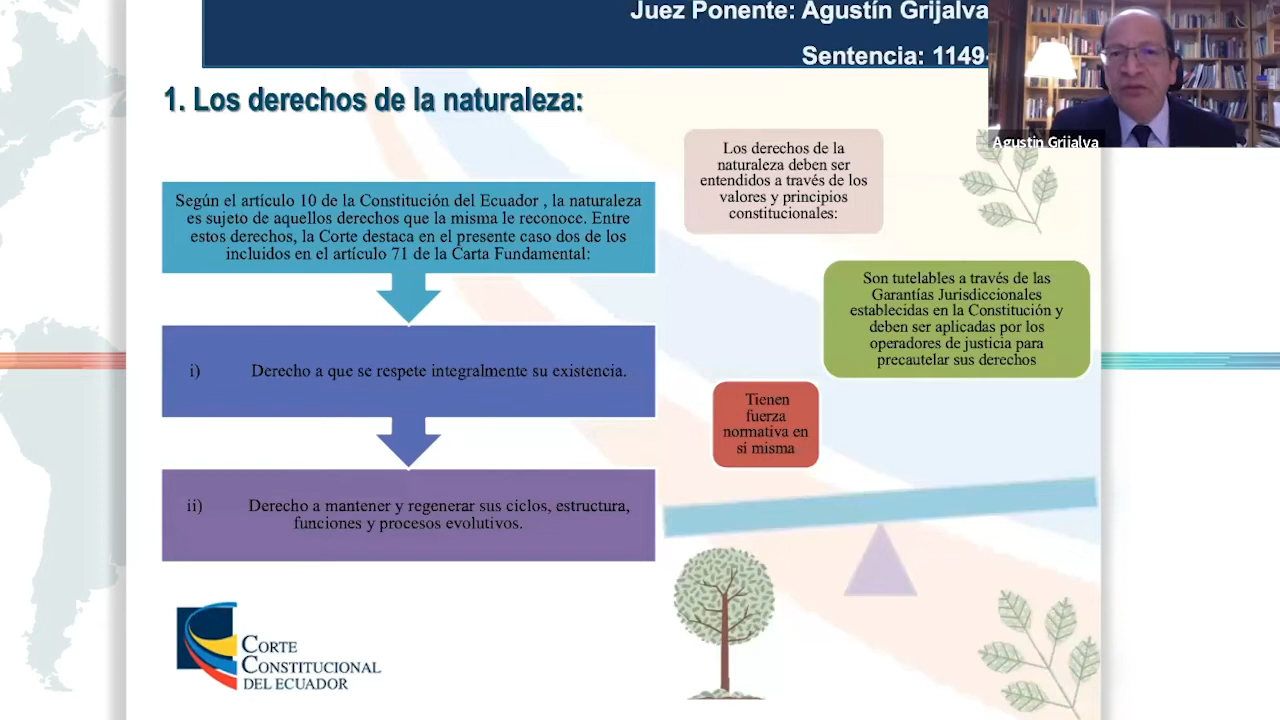 Juez Ponente: Agustín Grijalva
Sentencia: 1149-
Agustin Grijalva
1. Los derechos de la naturaleza:
Según el artículo 10 de la Constitución del Ecuador , la naturaleza
es sujeto de aquellos derechos que la misma le reconoce. Entre
estos derechos, la Corte destaca en el presente caso dos de los
incluidos en el artículo 71 de la Carta Fundamental:
i) Derecho a que se respete integralmente su existencia.
ii) Derecho a mantener y regenerar sus ciclos, estructura,
funciones y procesos evolutivos.
Los derechos de la
naturaleza deben ser
entendidos a través de los
valores y principios
constitucionales:
Son tutelables a través de las
Garantías Jurisdiccionales
establecidas en la Constitución y
deben ser aplicadas por los
operadores de justicia para
precautelar sus derechos
Tienen
fuerza
normativa en
sí misma
CORTE
CONSTITUCIONAL
DEL ECUADOR